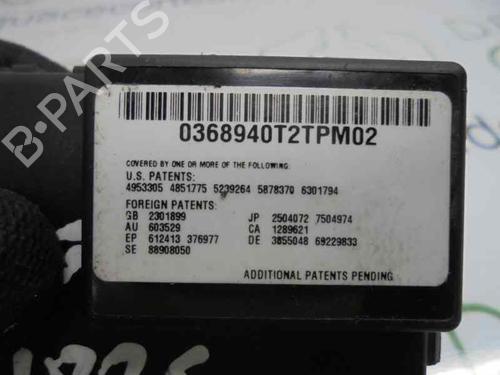 0368940T2TPM02
COVERED BY ONE OR MORE OF THE FOLLOWING:
U.S. PATENTS:
4953305 4851775 5239264 5878370 6301794
FOREIGN PATENTS:
GB 2301899 JP 2504072 7504974
AU 603529 CA 1289621
EP 612413 376977 DE 3855048 69229833
SE 88908050
ADDITIONAL PATENTS PENDING